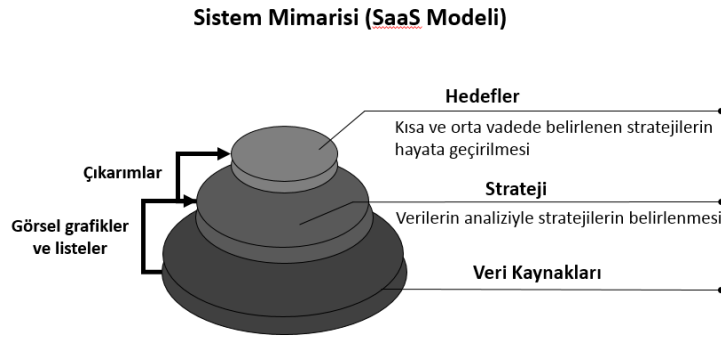 Sistem Mimarisi (SaaS Modeli)
Hedefler
Kısa ve orta vadede belirlenen stratejilerin
hayata geçirilmesi
Çıkarımlar
Strateji
Verilerin analiziyle stratejilerin belirlenmesi
Görsel grafikler
ve listeler
Veri Kaynakları